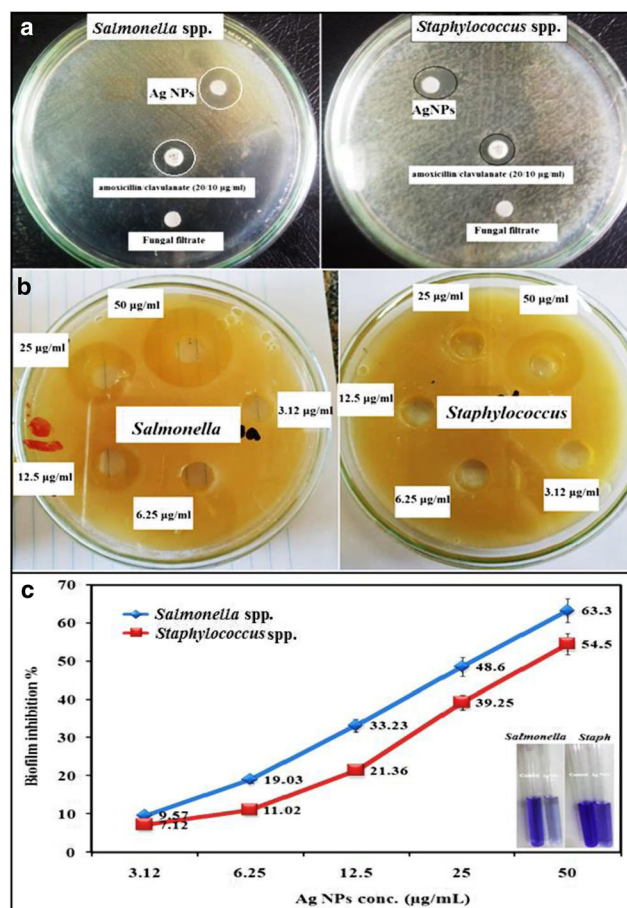 a
Salmonella spp.
Ag NPs
amoxicillin/clavulanate (20/10 µg/ml)
Fungal filtrate
Staphylococcus spp.
AgNPs
amoxicillin/clavulanate (20/10 µg/ml)
Fungal filtrate
b
50 µg/ml
25 µg/ml
3.12 µg/ml
Salmonella
12.5 µg/ml
6.25 µg/ml
25 µg/ml
50 µg/ml
12.5 µg/ml
Staphylococcus
6.25 µg/ml
3.12 µg/ml
c
Biofilm inhibition %
70
60
50
40
30
20
10
0
Salmonella spp.
Staphylococcus spp.
9.57
7.12
19.03
11.02
33.23
21.36
48.6
39.25
63.3
54.5
Salmonella Staph
3.12 6.25 12.5 25 50
Ag NPs conc. (µg/mL)